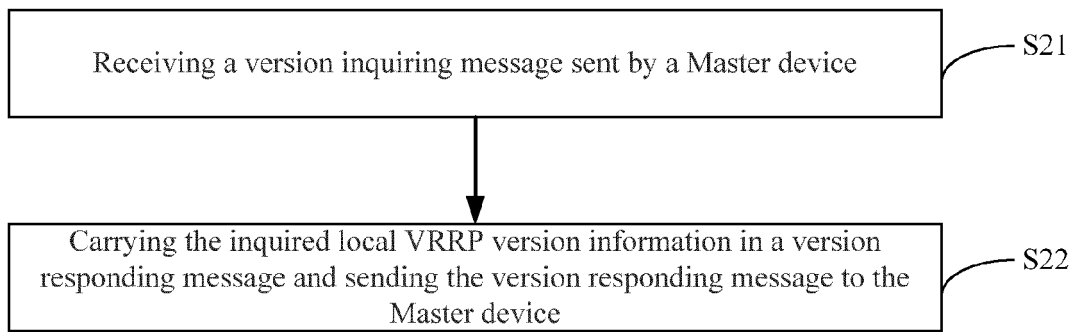 Receiving a version inquiring message sent by a Master device
S21
Carrying the inquired local VRRP version information in a version
responding message and sending the version responding message to the
Master device
S22